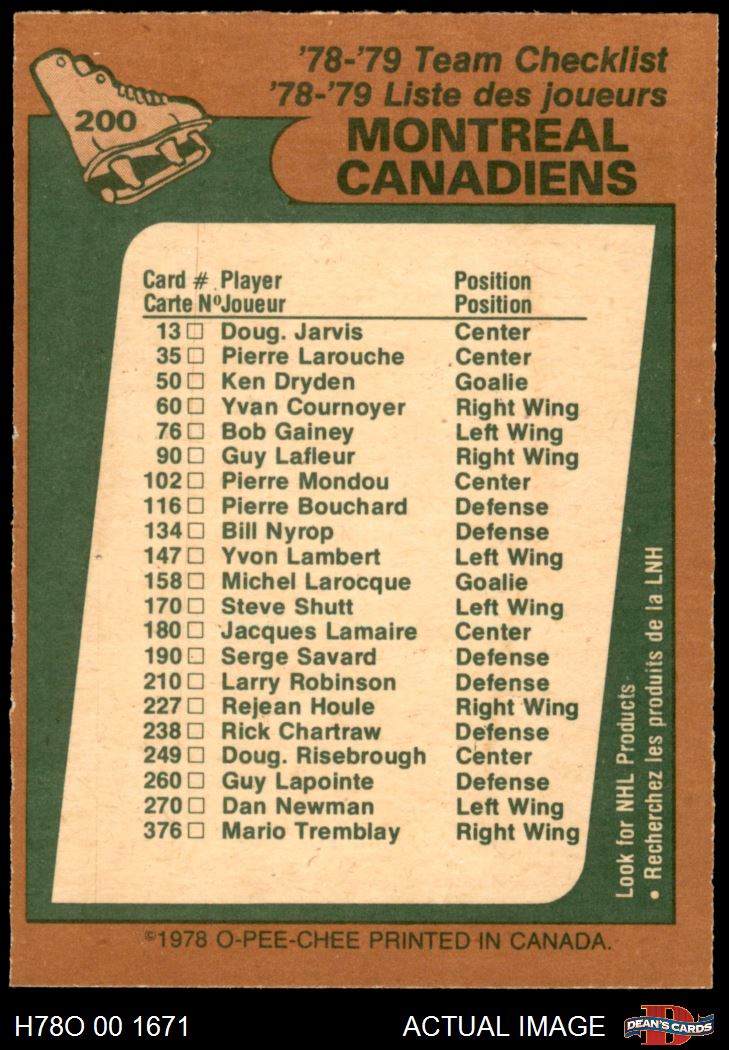 200
'78-'79 Team Checklist
'78-'79 Liste des joueurs
MONTREAL
CANADIENS
Card # Player Position
Carte Nº Joueur Position
13 □ Doug. Jarvis Center
35 □ Pierre Larouche Center
50 □ Ken Dryden Goalie
60 □ Yvan Cournoyer Right Wing
76 □ Bob Gainey Left Wing
90 □ Guy Lafleur Right Wing
102 □ Pierre Mondou Center
116 □ Pierre Bouchard Defense
134 □ Bill Nyrop Defense
147 □ Yvon Lambert Left Wing
158 □ Michel Larocque Goalie
170 □ Steve Shutt Left Wing
180 □ Jacques Lamaire Center
190 □ Serge Savard Defense
210 □ Larry Robinson Defense
227 □ Rejean Houle Right Wing
238 □ Rick Chartraw Defense
249 □ Doug. Risebrough Center
260 □ Guy Lapointe Defense
270 □ Dan Newman Left Wing
376 □ Mario Tremblay Right Wing
Look for NHL Products
• Recherchez les produits de la LNH
©1978 O-PEE-CHEE PRINTED IN CANADA.
H78O 00 1671
ACTUAL IMAGE
D
DEAN'S CARDS